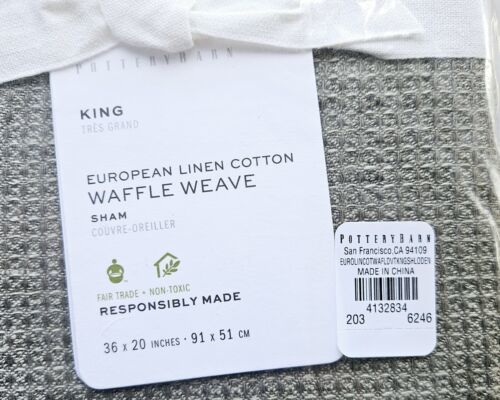 POTTERYBARN
KING
TRÈS GRAND
EUROPEAN LINEN COTTON
WAFFLE WEAVE
SHAM
COUVRE-OREILLER
FAIR TRADE • NON-TOXIC
RESPONSIBLY MADE
36 X 20 INCHES · 91 X 51 CM
POTTERYBARN
San Francisco,CA 94109
EUROLINCOTWAFLDVTKNGSHLODEN
MADE IN CHINA
4132834
203 6246